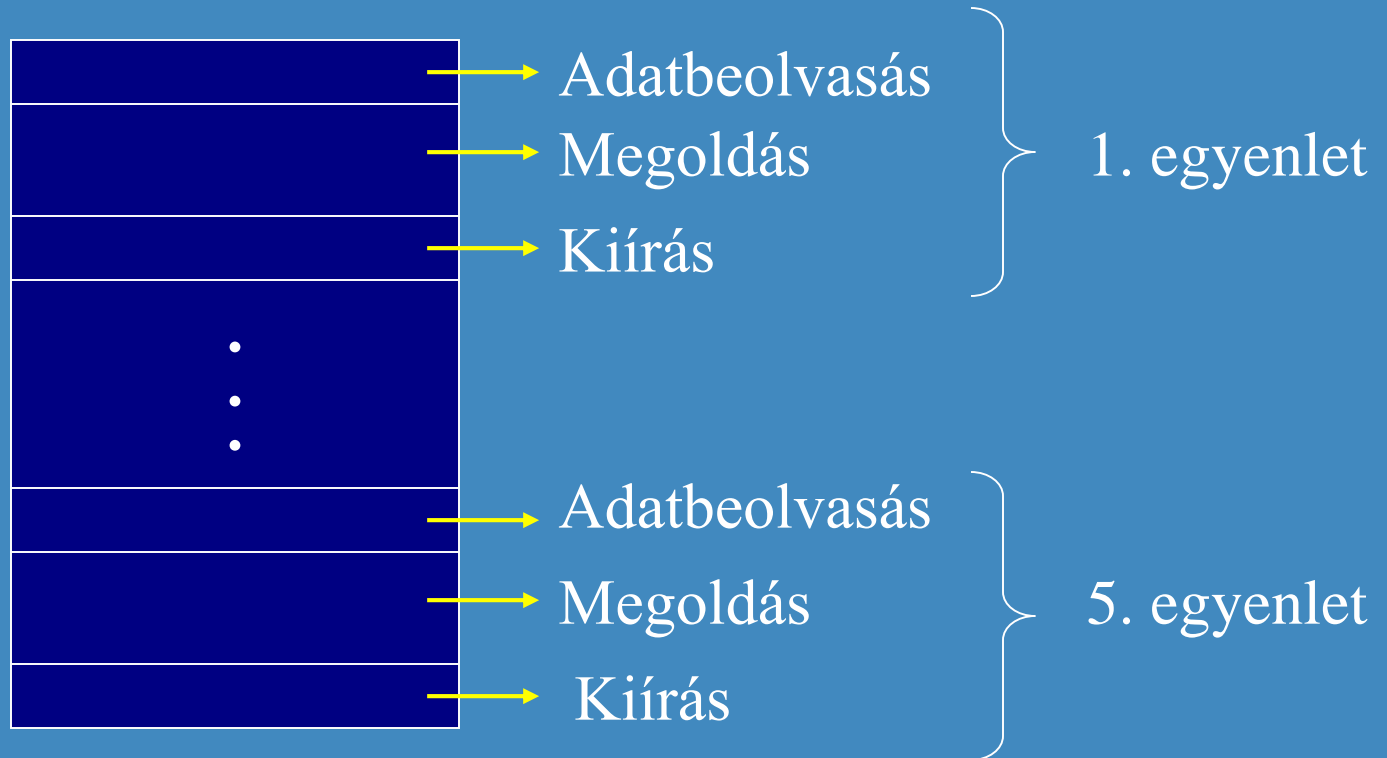 Adatbeolvasás
Megoldás
1. egyenlet
Kiírás
Adatbeolvasás
Megoldás
5. egyenlet
Kiírás